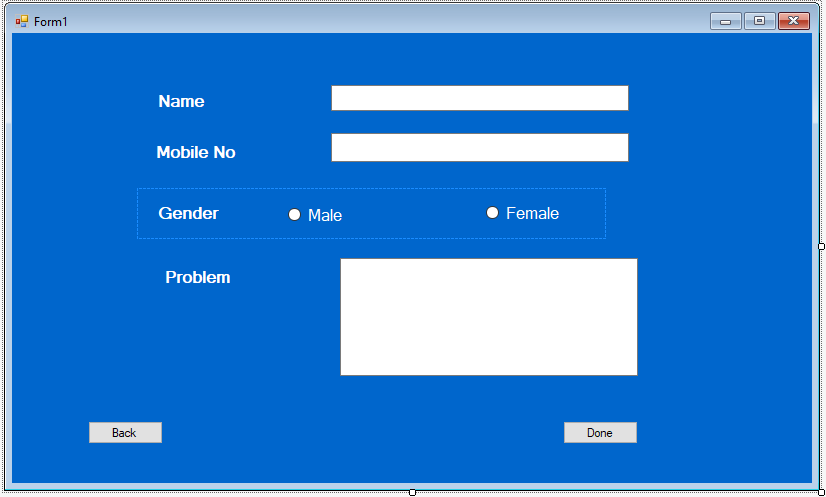 Form1
Name
Mobile No
Gender Male Female
Problem
Back Done